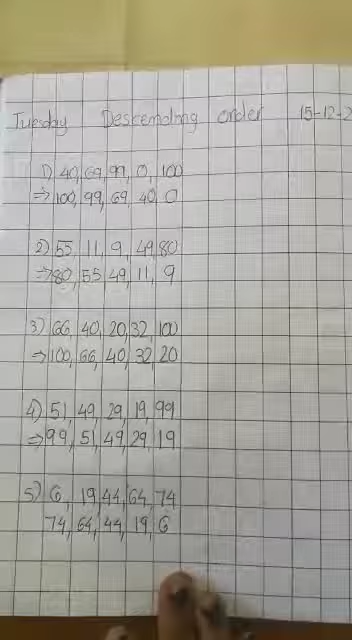 Tuesday Descending order 15-12-2
1) 40, 69, 99, 0, 100
⇒ 100, 99, 69, 40, 0
2) 55, 11, 9, 49, 80
⇒ 80, 55, 49, 11, 9
3) 66, 40, 20, 32, 100
⇒ 100, 66, 40, 32, 20
4) 51, 49, 29, 19, 99
⇒ 99, 51, 49, 29, 19
5) 6, 19, 44, 64, 74
74, 64, 44, 19, 6